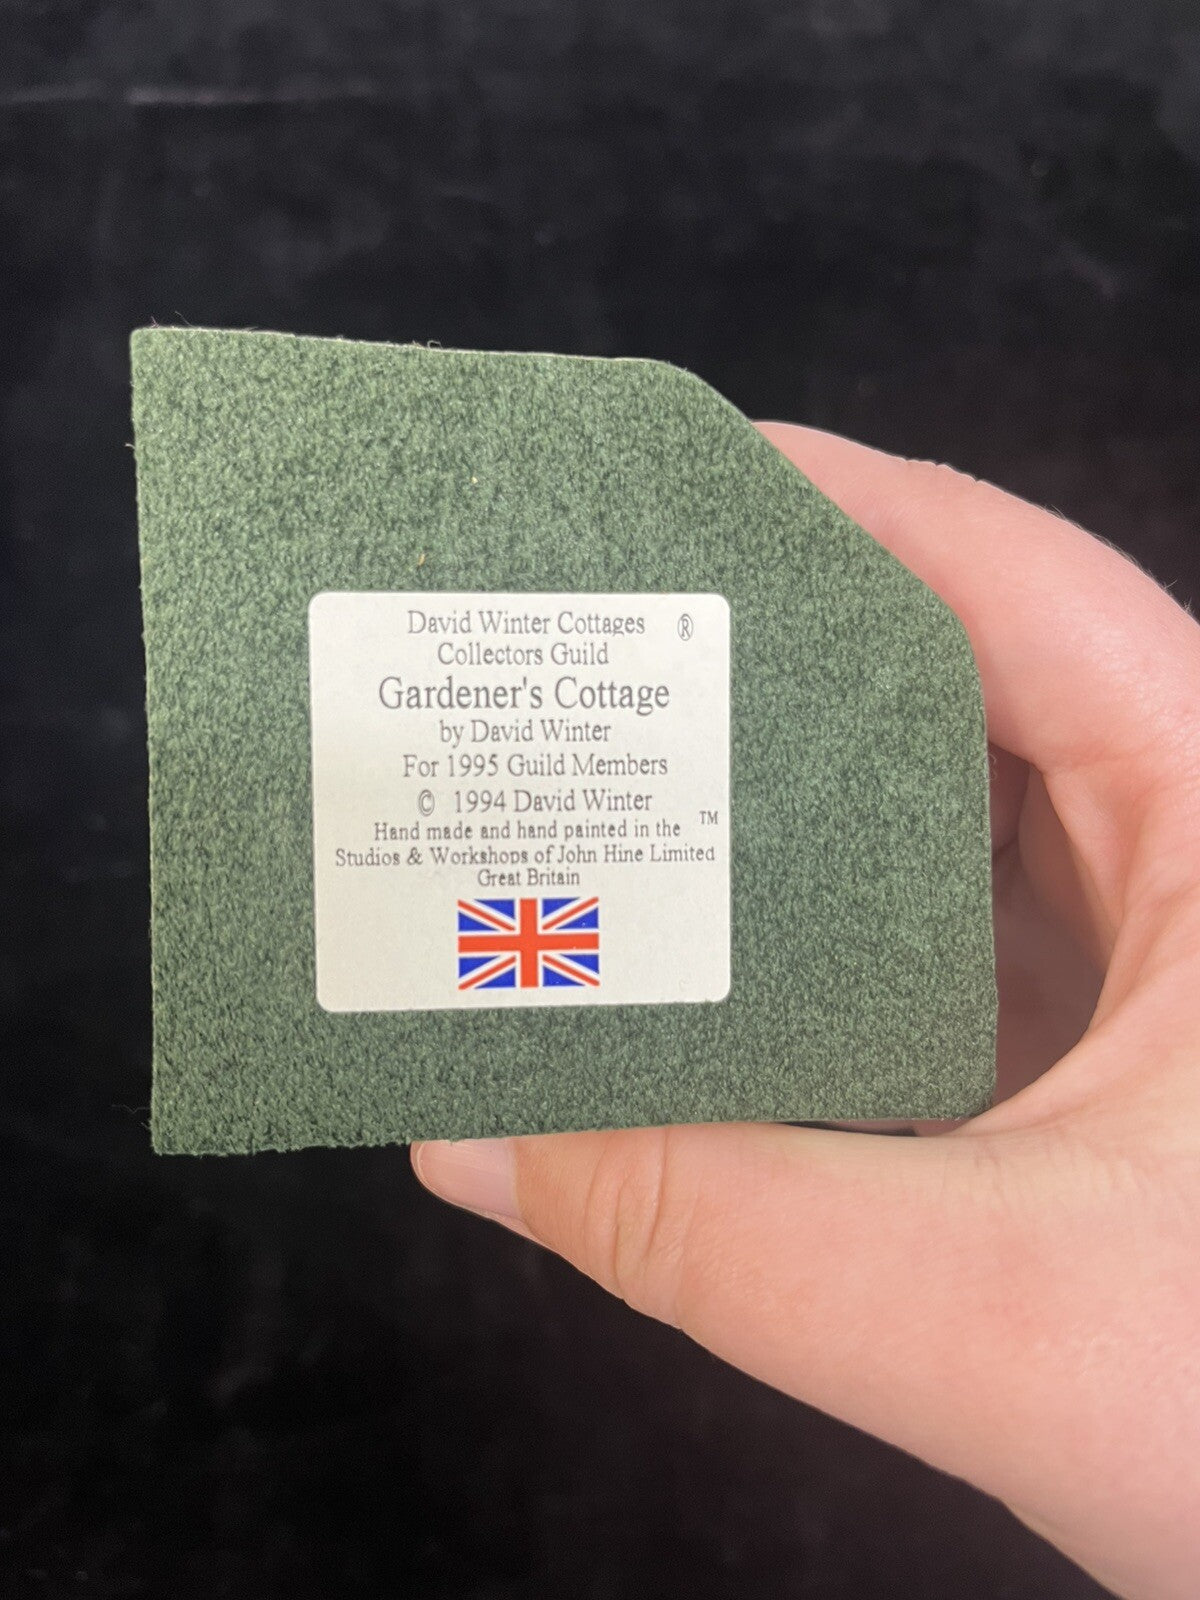 David Winter Cottages ®
Collectors Guild
Gardener's Cottage
by David Winter
For 1995 Guild Members
© 1994 David Winter
Hand made and hand painted in the ™
Studios & Workshops of John Hine Limited
Great Britain